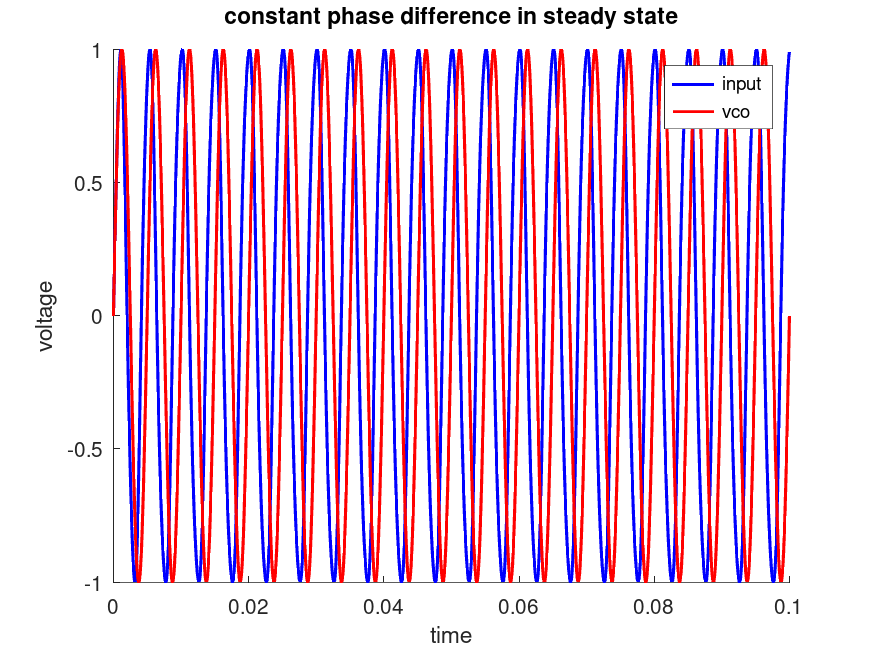 constant phase difference in steady state
1
input
vco
0.5
voltage
0
-0.5
-1
0 0.02 0.04 0.06 0.08 0.1
time